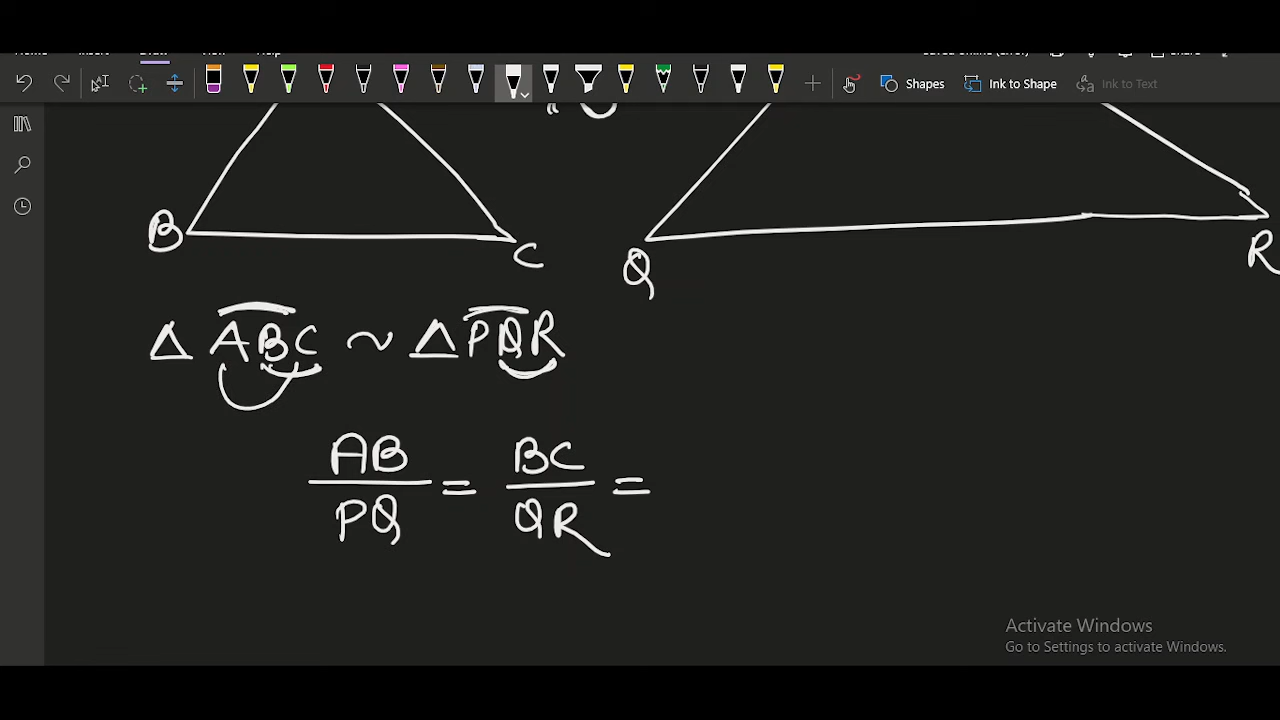 Shapes Ink to Shape Ink to Text
B
C
Q
R
Δ ABC ~ Δ PQR
AB/PQ = BC/QR =
Activate Windows
Go to Settings to activate Windows.